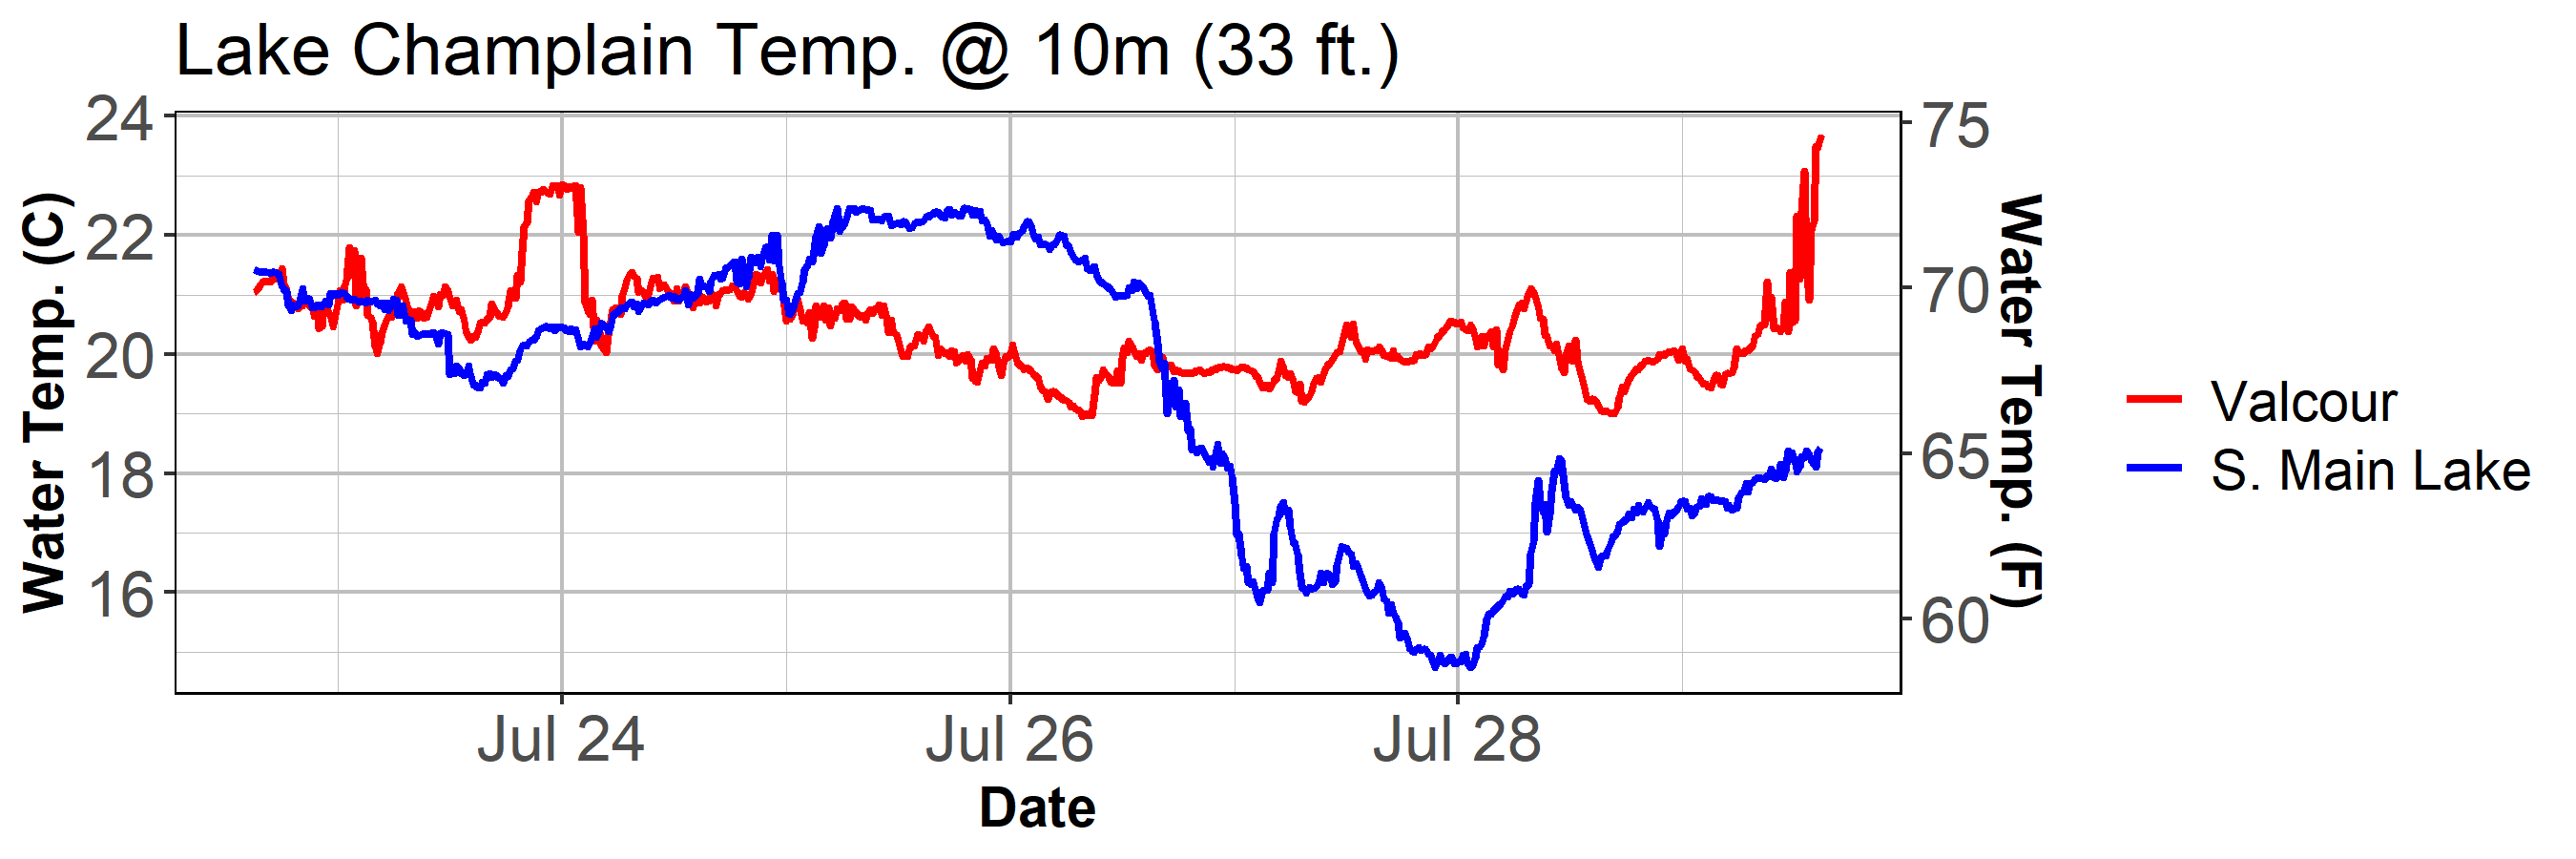 Lake Champlain Temp. @ 10m (33 ft.)
Water Temp. (C)
24
22
20
18
16
75
70
65
60
Water Temp. (F)
Jul 24
Jul 26
Jul 28
Date
Valcour
S. Main Lake